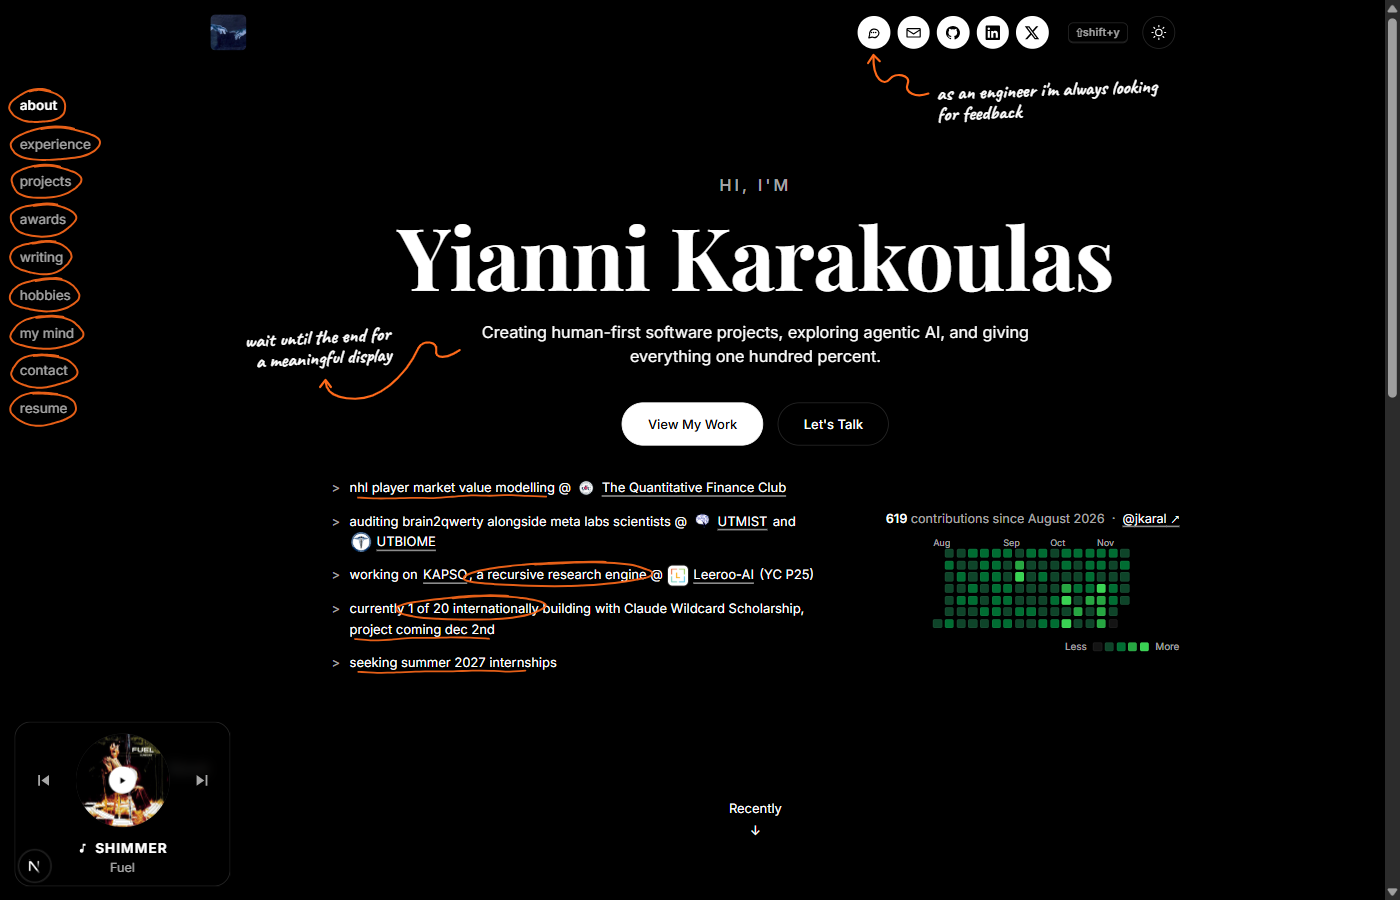 ⇧shift+y
as an engineer i'm always looking
for feedback
about
experience
projects
awards
writing
hobbies
my mind
contact
resume
HI, I'M
Yianni Karakoulas
wait until the end for
a meaningful display
Creating human-first software projects, exploring agentic AI, and giving
everything one hundred percent.
View My Work
Let's Talk
> nhl player market value modelling @ The Quantitative Finance Club
> auditing brain2qwerty alongside meta labs scientists @ UTMIST and
UTBIOME
> working on KAPSO, a recursive research engine @ Leeroo-AI (YC P25)
> currently 1 of 20 internationally building with Claude Wildcard Scholarship,
project coming dec 2nd
> seeking summer 2027 internships
619 contributions since August 2026 · @jkaral ↗
Aug Sep Oct Nov
Less More
FUEL
SHIMMER
Fuel
N
Recently
↓